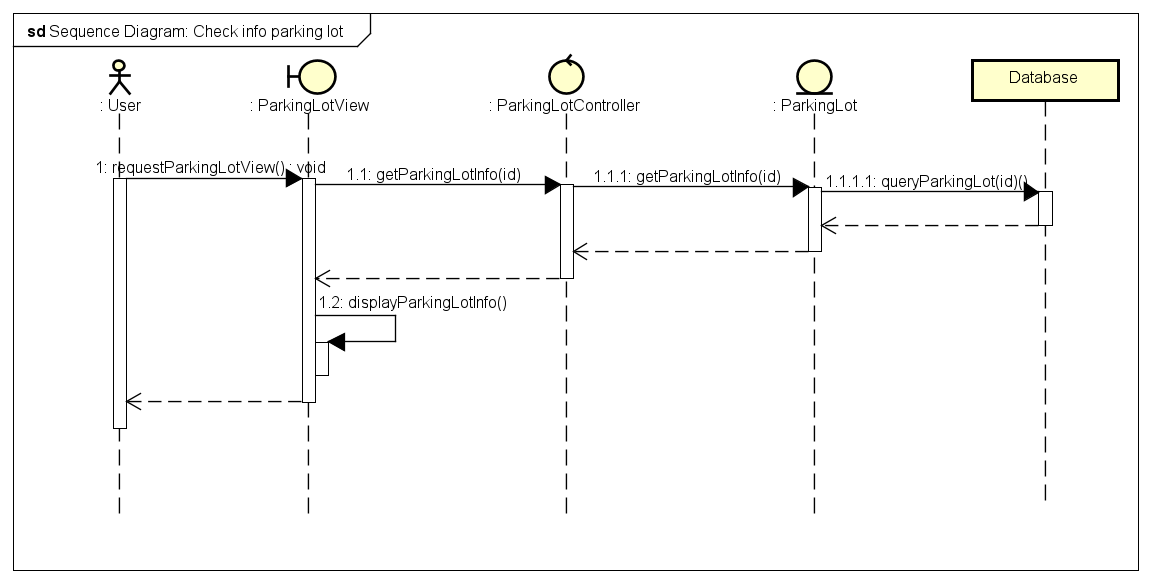 sd Sequence Diagram: Check info parking lot
: User
: ParkingLotView
: ParkingLotController
: ParkingLot
Database
1: requestParkingLotView() : void
1.1: getParkingLotInfo(id)
1.1.1: getParkingLotInfo(id)
1.1.1.1: queryParkingLot(id)()
1.2: displayParkingLotInfo()